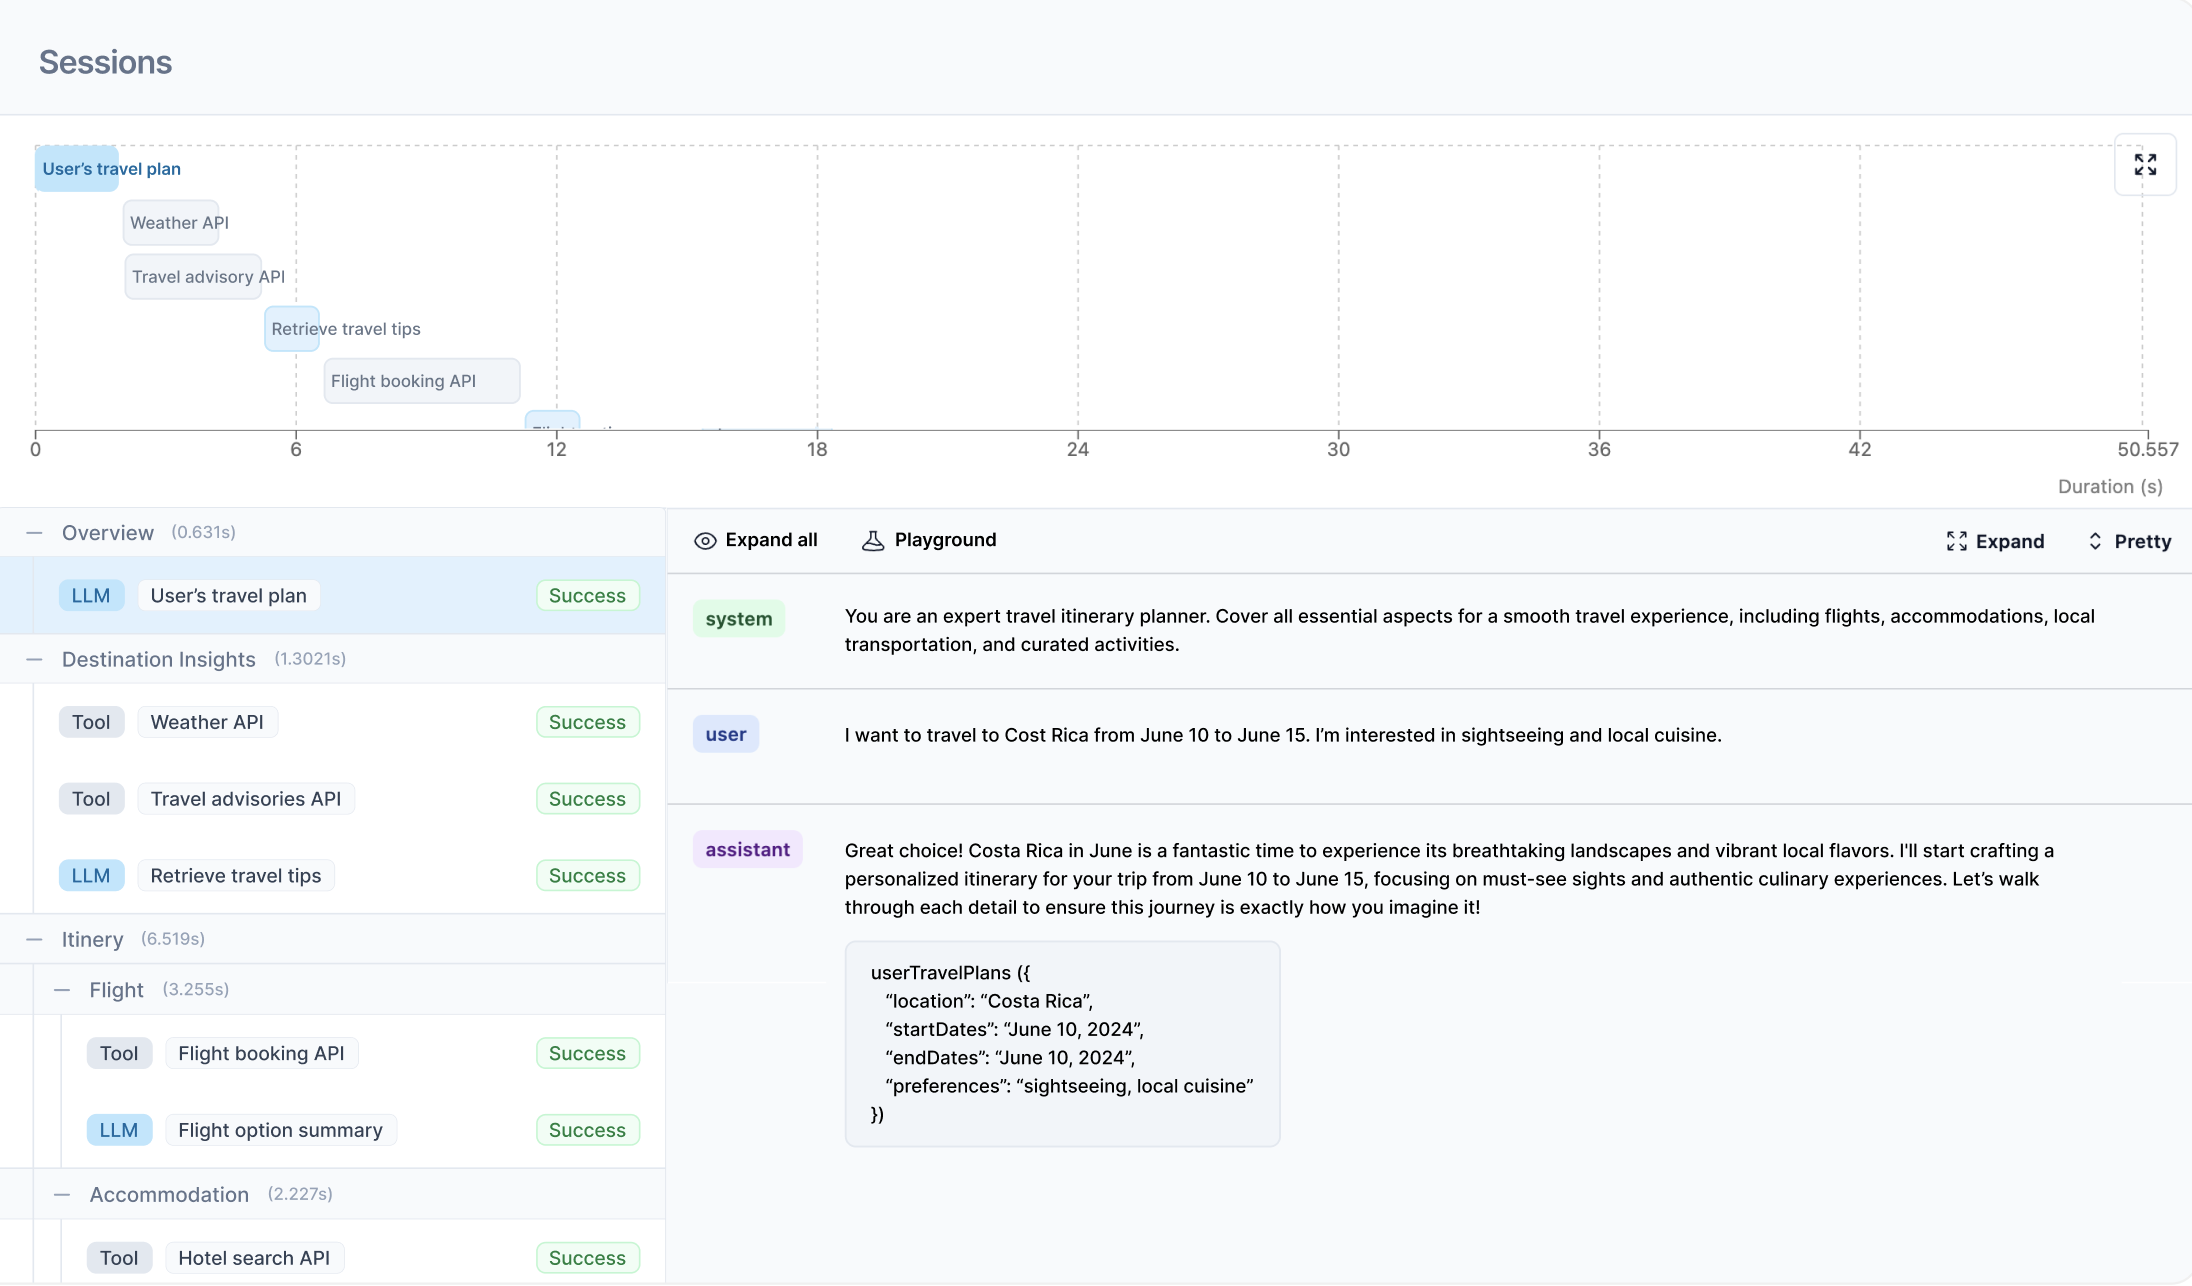 Sessions
User’s travel plan
Weather API
Travel advisory API
Retrieve travel tips
Flight booking API
0 6 12 18 24 30 36 42 50.557
Duration (s)
Overview (0.631s)
LLM User’s travel plan Success
Destination Insights (1.3021s)
Tool Weather API Success
Tool Travel advisories API Success
LLM Retrieve travel tips Success
Itinery (6.519s)
Flight (3.255s)
Tool Flight booking API Success
LLM Flight option summary Success
Accommodation (2.227s)
Tool Hotel search API Success
Expand all Playground Expand Pretty
system
You are an expert travel itinerary planner. Cover all essential aspects for a smooth travel experience, including flights, accommodations, local
transportation, and curated activities.
user
I want to travel to Cost Rica from June 10 to June 15. I’m interested in sightseeing and local cuisine.
assistant
Great choice! Costa Rica in June is a fantastic time to experience its breathtaking landscapes and vibrant local flavors. I'll start crafting a
personalized itinerary for your trip from June 10 to June 15, focusing on must-see sights and authentic culinary experiences. Let’s walk
through each detail to ensure this journey is exactly how you imagine it!
userTravelPlans ({
“location”: “Costa Rica”,
“startDates”: “June 10, 2024”,
“endDates”: “June 10, 2024”,
“preferences”: “sightseeing, local cuisine”
})